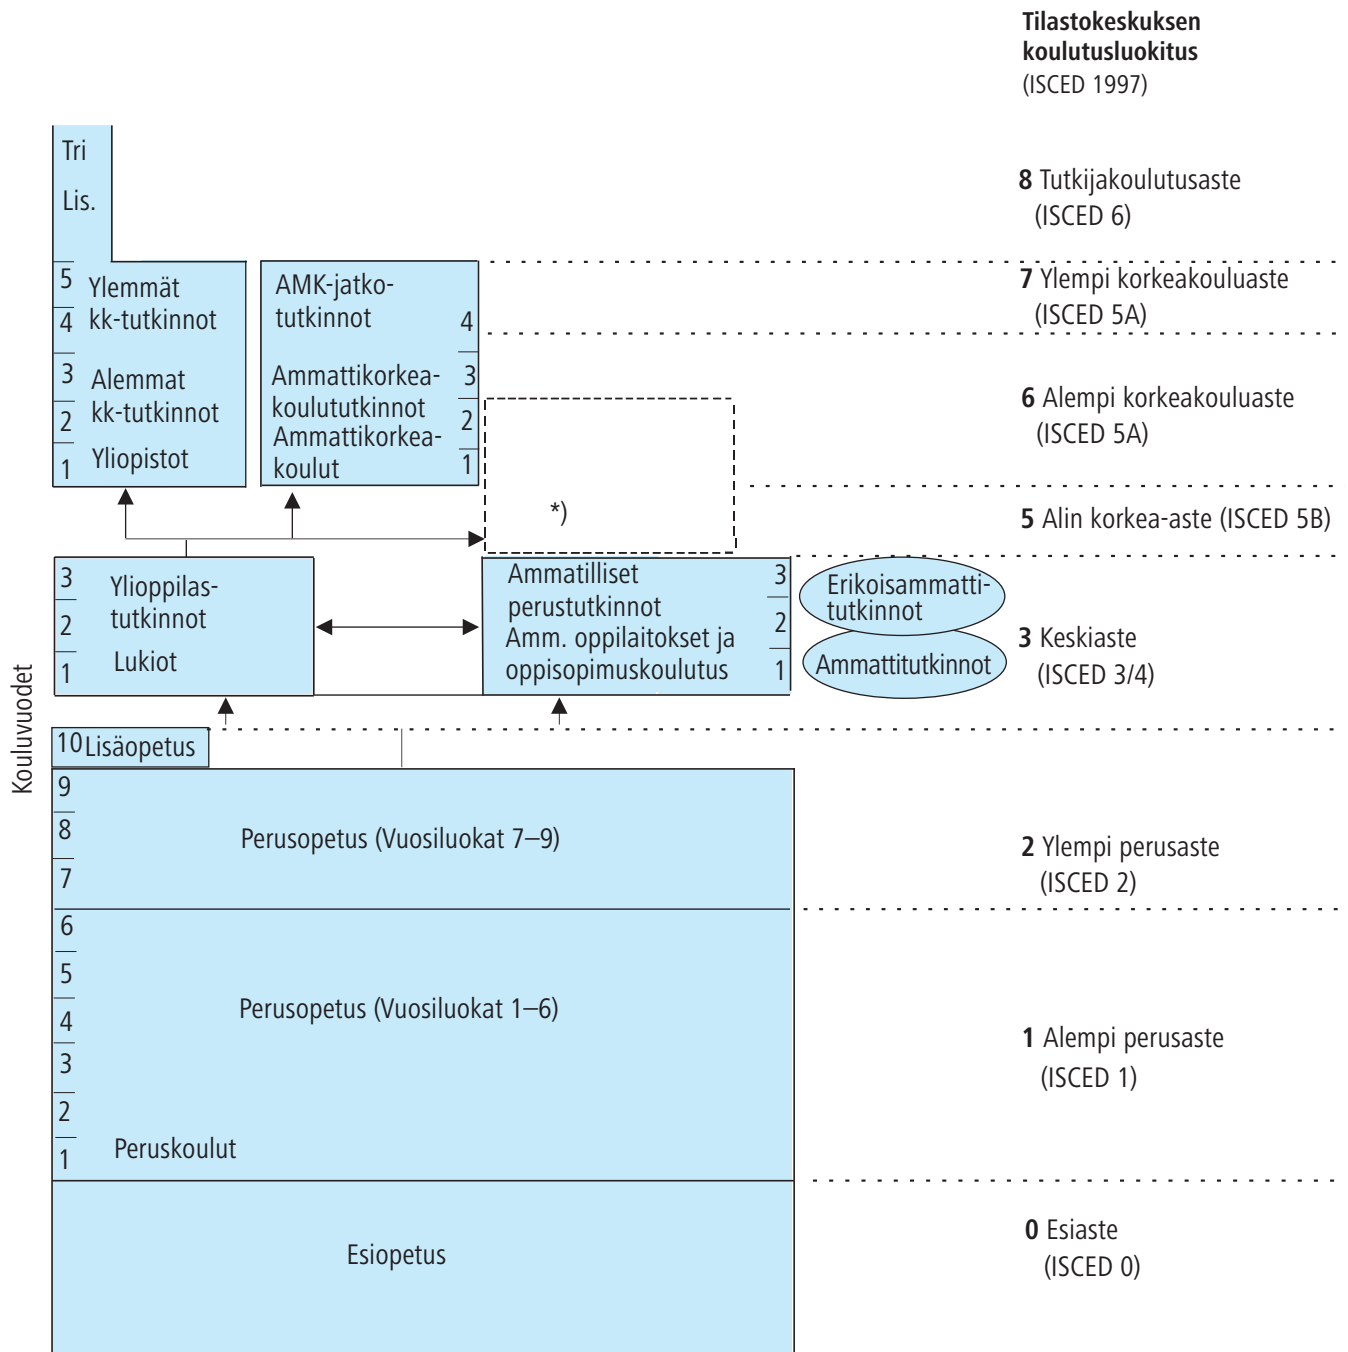 Tilastokeskuksen
koulutusluokitus
(ISCED 1997)
Tri
Lis.
8 Tutkijakoulutusaste
(ISCED 6)
5
4
Ylemmät
kk-tutkinnot
3
2
1
Alemmat
kk-tutkinnot
Yliopistot
AMK-jatko-
tutkinnot
4
Ammattikorkea-
koulututkinnot
Ammattikorkea-
koulut
3
2
1
7 Ylempi korkeakouluaste
(ISCED 5A)
6 Alempi korkeakouluaste
(ISCED 5A)
*)
5 Alin korkea-aste (ISCED 5B)
3
2
1
Ylioppilas-
tutkinnot
Lukiot
Ammatilliset
perustutkinnot
Amm. oppilaitokset ja
oppisopimuskoulutus
3
2
1
Erikoisammatti-
tutkinnot
Ammattitutkinnot
3 Keskiaste
(ISCED 3/4)
Kouluvuodet
10 Lisäopetus
9
8
7
Perusopetus (Vuosiluokat 7–9)
2 Ylempi perusaste
(ISCED 2)
6
5
4
3
2
1
Perusopetus (Vuosiluokat 1–6)
Peruskoulut
1 Alempi perusaste
(ISCED 1)
Esiopetus
0 Esiaste
(ISCED 0)